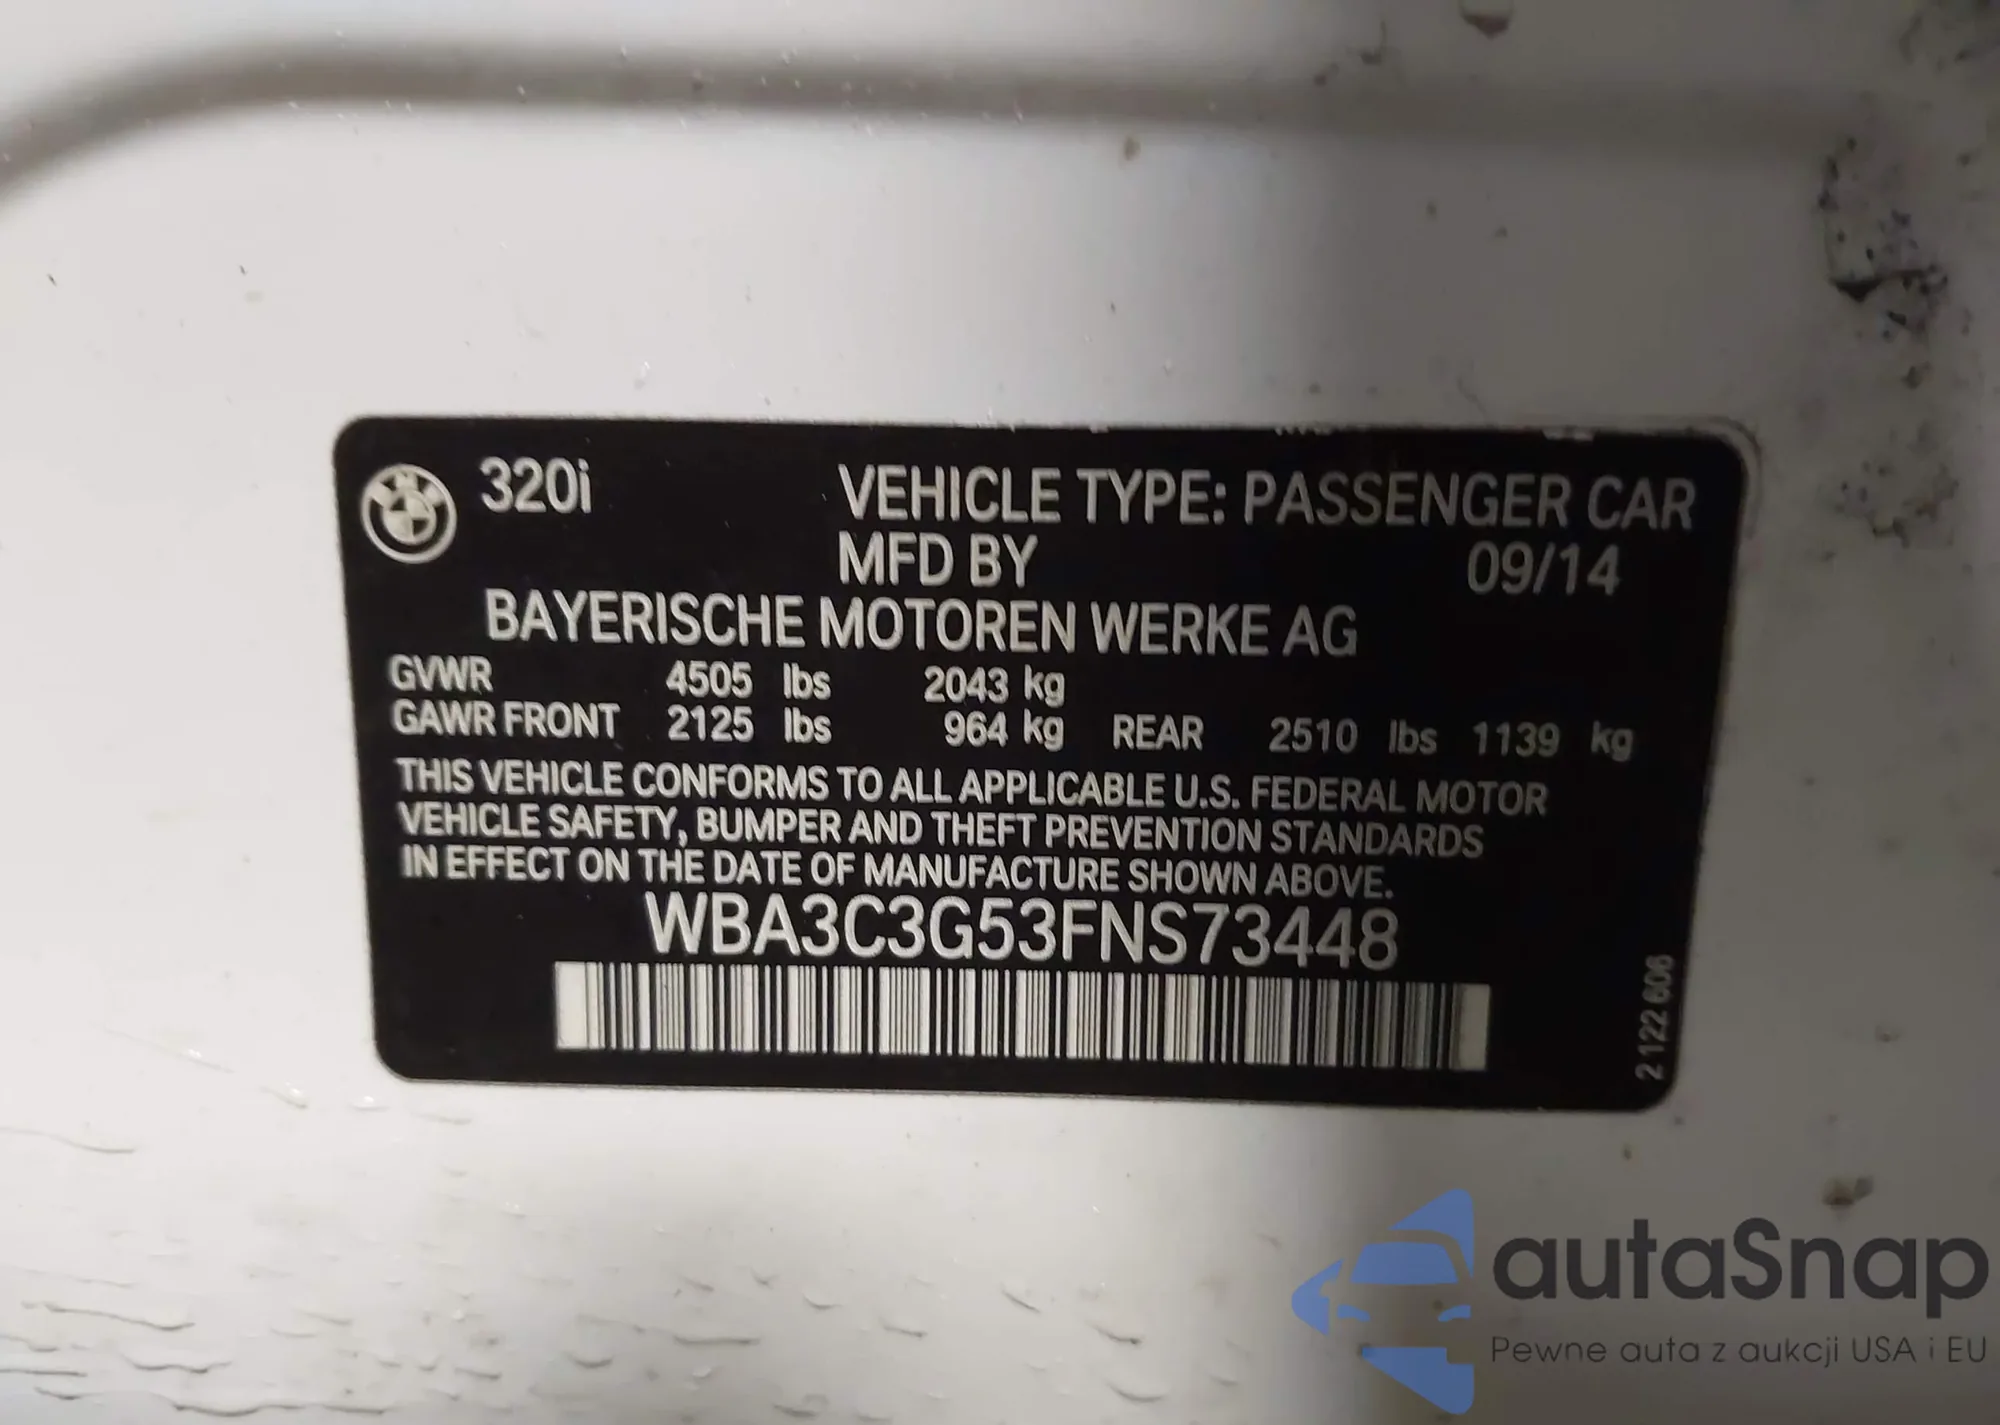 320i VEHICLE TYPE: PASSENGER CAR
MFD BY 09/14
BAYERISCHE MOTOREN WERKE AG
GVWR 4505 lbs 2043 kg
GAWR FRONT 2125 lbs 964 kg REAR 2510 lbs 1139 kg
THIS VEHICLE CONFORMS TO ALL APPLICABLE U.S. FEDERAL MOTOR
VEHICLE SAFETY, BUMPER AND THEFT PREVENTION STANDARDS
IN EFFECT ON THE DATE OF MANUFACTURE SHOWN ABOVE.
WBA3C3G53FNS73448
2 122 606
autaSnap
Pewne auta z aukcji USA i EU